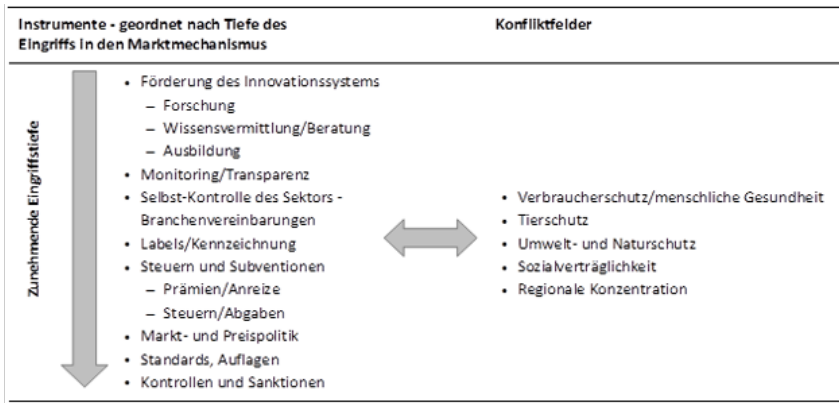 Instrumente - geordnet nach Tiefe des
Eingriffs in den Marktmechanismus
Konfliktfelder
Zunehmende Eingriffstiefe
• Förderung des Innovationssystems
– Forschung
– Wissensvermittlung/Beratung
– Ausbildung
• Monitoring/Transparenz
• Selbst-Kontrolle des Sektors -
Branchenvereinbarungen
• Labels/Kennzeichnung
• Steuern und Subventionen
– Prämien/Anreize
– Steuern/Abgaben
• Markt- und Preispolitik
• Standards, Auflagen
• Kontrollen und Sanktionen
• Verbraucherschutz/menschliche Gesundheit
• Tierschutz
• Umwelt- und Naturschutz
• Sozialverträglichkeit
• Regionale Konzentration